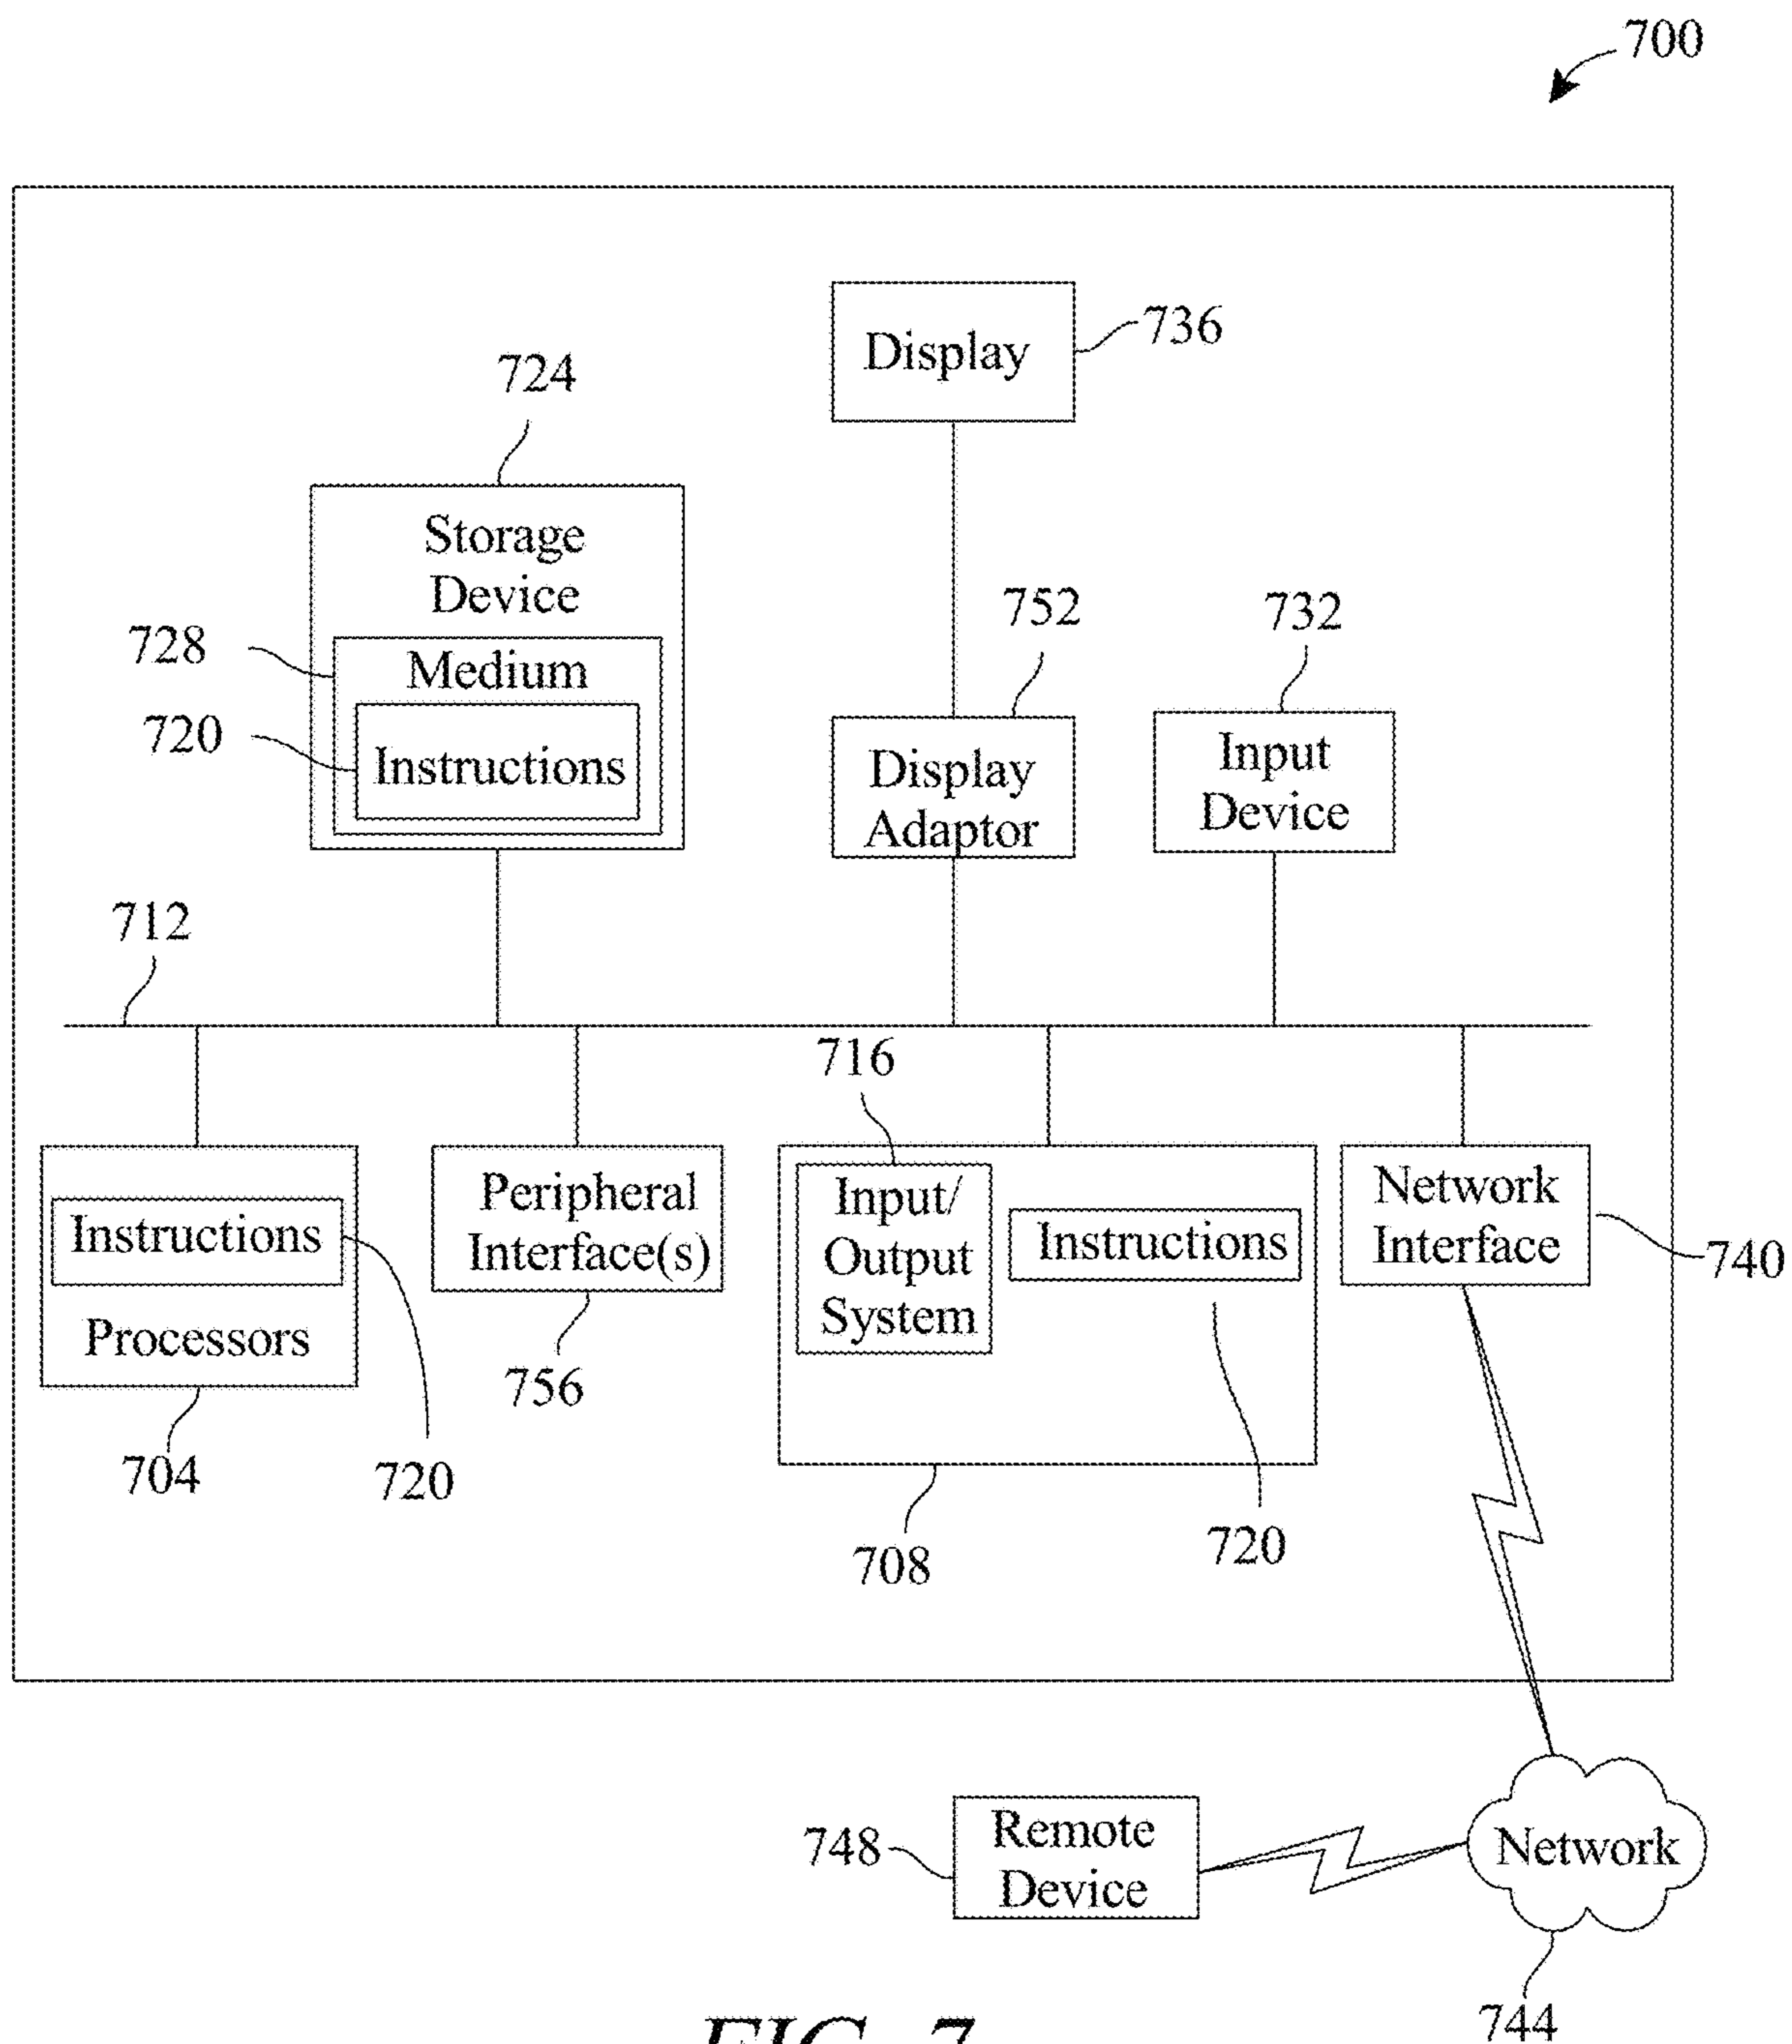 700
Display
736
724
Storage
Device
728
Medium
720
Instructions
752
Display
Adaptor
732
Input
Device
712
716
Instructions
Processors
704
720
Peripheral
Interface(s)
756
Input/
Output
System
Instructions
708
720
Network
Interface
740
748
Remote
Device
Network
744
FIG. 7